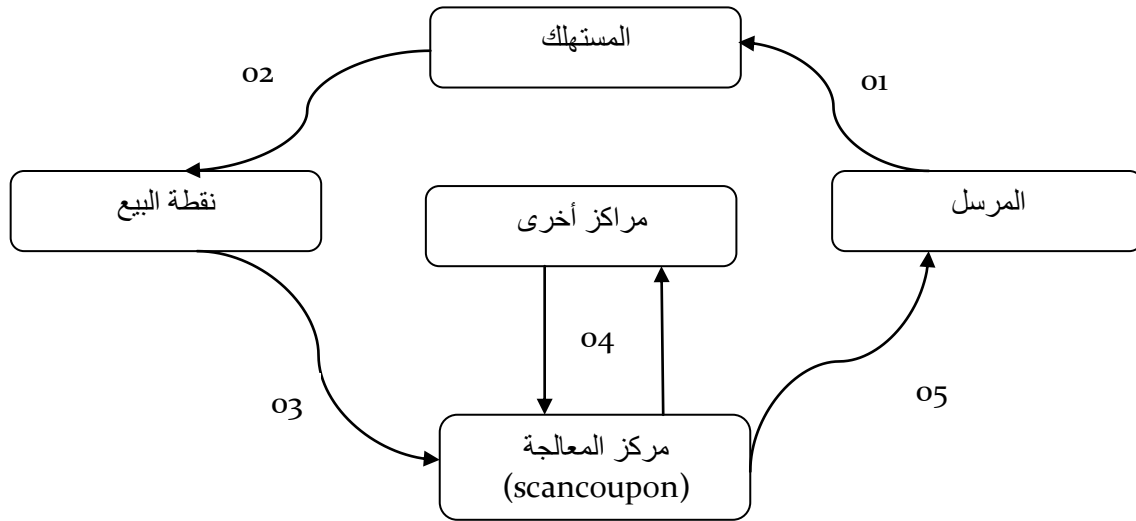 المستهلك
02
01
نقطة البيع
مراكز أخرى
المرسل
04
03
05
مركز المعالجة
(scancoupon)